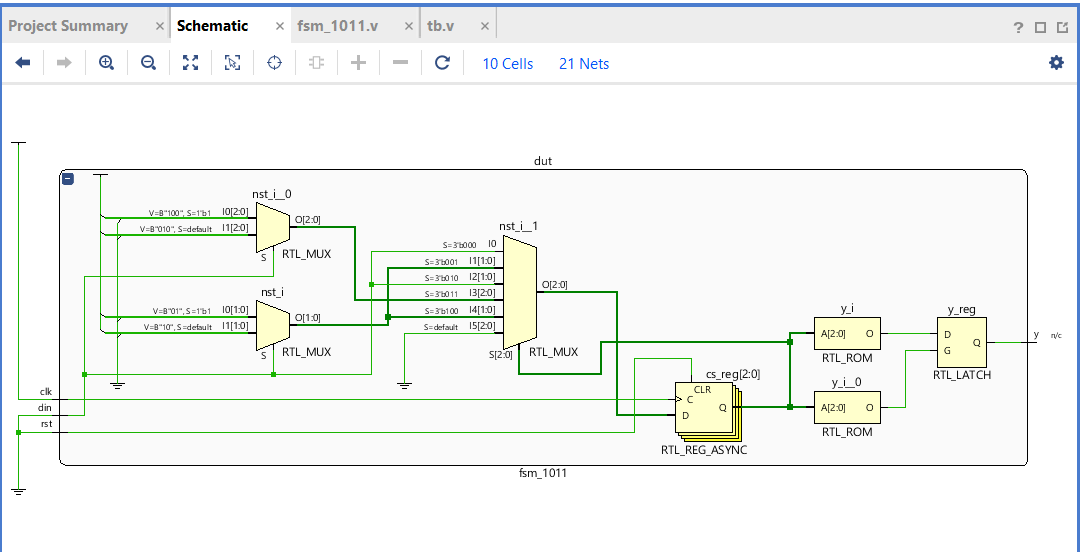 Project Summary × Schematic × fsm_1011.v × tb.v ×
?
10 Cells 21 Nets
dut
nst_i__0
V=B"100", S=1'b1 I0[2:0]
V=B"010", S=default I1[2:0]
O[2:0]
S
RTL_MUX
nst_i
V=B"01", S=1'b1 I0[1:0]
V=B"10", S=default I1[1:0]
O[1:0]
S
RTL_MUX
nst_i__1
S=3'b000 I0
S=3'b001 I1[1:0]
S=3'b010 I2[1:0]
S=3'b011 I3[2:0]
S=3'b100 I4[1:0]
S=default I5[2:0]
O[2:0]
S[2:0]
RTL_MUX
clk
din
rst
cs_reg[2:0]
CLR
C
D
Q
RTL_REG_ASYNC
y_i
A[2:0] O
RTL_ROM
y_i__0
A[2:0] O
RTL_ROM
y_reg
D
G
Q
RTL_LATCH
y n/c
fsm_1011